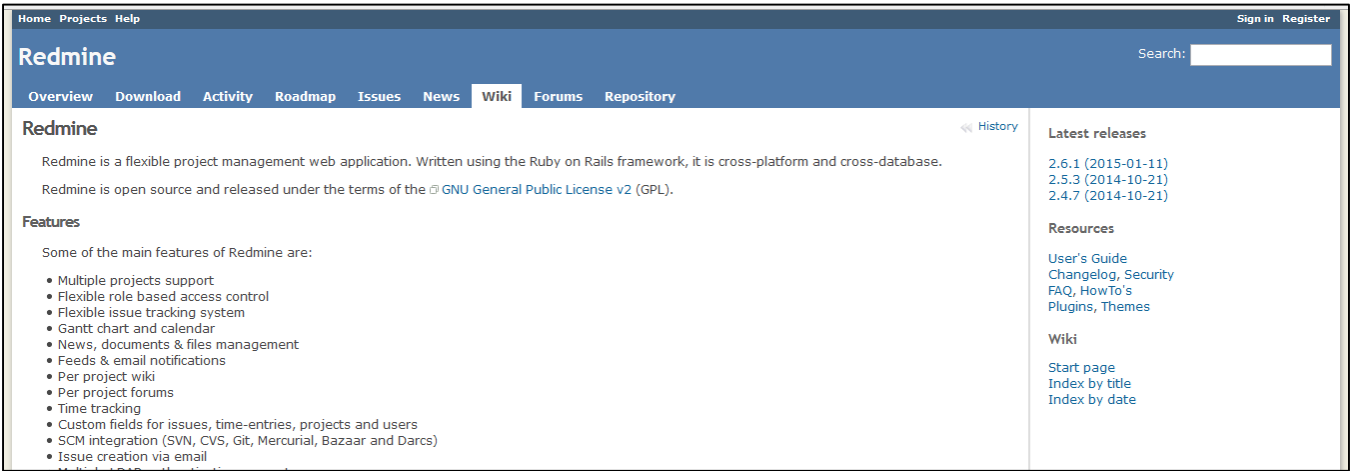 Home Projects Help
Sign in Register
Redmine
Search:
Overview Download Activity Roadmap Issues News Wiki Forums Repository
Redmine
History
Redmine is a flexible project management web application. Written using the Ruby on Rails framework, it is cross-platform and cross-database.
Redmine is open source and released under the terms of the GNU General Public License v2 (GPL).
Features
Some of the main features of Redmine are:
• Multiple projects support
• Flexible role based access control
• Flexible issue tracking system
• Gantt chart and calendar
• News, documents & files management
• Feeds & email notifications
• Per project wiki
• Per project forums
• Time tracking
• Custom fields for issues, time-entries, projects and users
• SCM integration (SVN, CVS, Git, Mercurial, Bazaar and Darcs)
• Issue creation via email
Latest releases
2.6.1 (2015-01-11)
2.5.3 (2014-10-21)
2.4.7 (2014-10-21)
Resources
User's Guide
Changelog, Security
FAQ, HowTo's
Plugins, Themes
Wiki
Start page
Index by title
Index by date